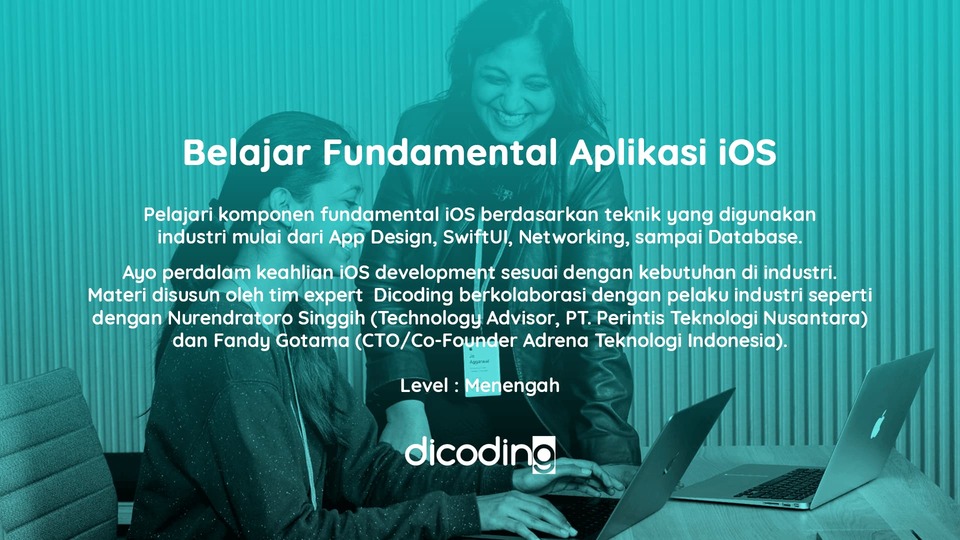 Belajar Fundamental Aplikasi iOS
Pelajari komponen fundamental iOS berdasarkan teknik yang digunakan
industri mulai dari App Design, SwiftUI, Networking, sampai Database.
Ayo perdalam keahlian iOS development sesuai dengan kebutuhan di industri.
Materi disusun oleh tim expert  Dicoding berkolaborasi dengan pelaku industri seperti
dengan Nurendratoro Singgih (Technology Advisor, PT. Perintis Teknologi Nusantara)
dan Fandy Gotama (CTO/Co-Founder Adrena Teknologi Indonesia).
Level : Menengah
dicoding